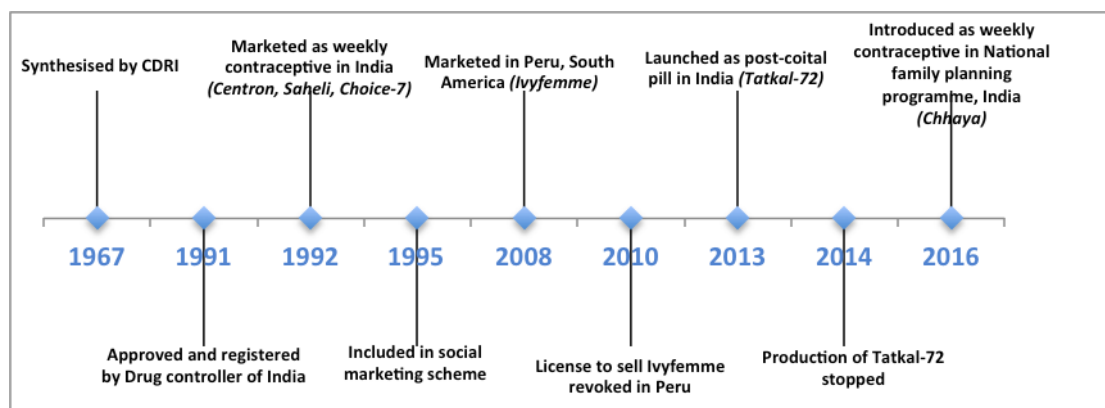 Synthesised by CDRI
Marketed as weekly
contraceptive in India
(Centron, Saheli, Choice-7)
Marketed in Peru, South
America (Ivyfemme)
Launched as post-coital
pill in India (Tatkal-72)
Introduced as weekly
contraceptive in National
family planning
programme, India
(Chhaya)
1967 1991 1992 1995 2008 2010 2013 2014 2016
Approved and registered
by Drug controller of India
Included in social
marketing scheme
License to sell Ivyfemme
revoked in Peru
Production of Tatkal-72
stopped